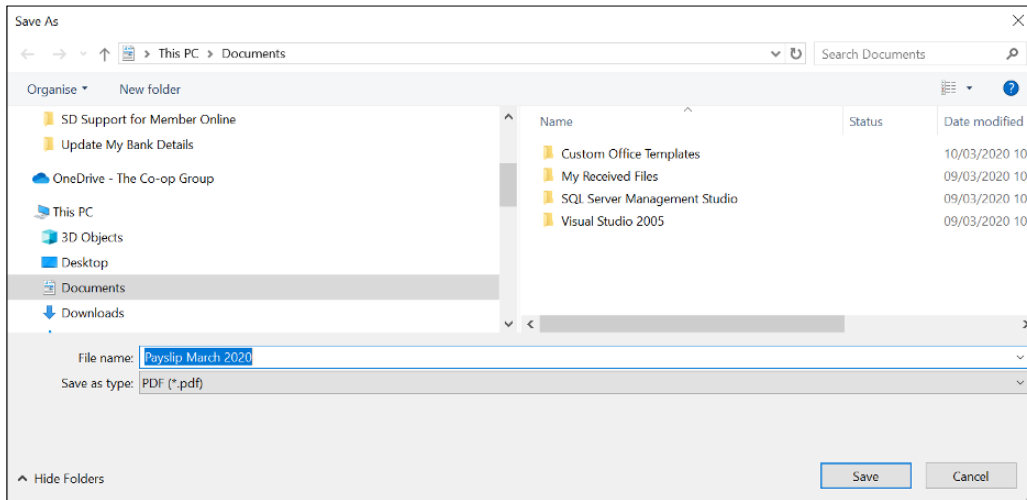 Save As
This PC > Documents
Search Documents
Organise
New folder
SD Support for Member Online
Update My Bank Details
OneDrive - The Co-op Group
This PC
3D Objects
Desktop
Documents
Downloads
Name Status Date modified
Custom Office Templates 10/03/2020 10
My Received Files 09/03/2020 10
SQL Server Management Studio 09/03/2020 10
Visual Studio 2005 09/03/2020 10
File name: Payslip March 2020
Save as type: PDF (*.pdf)
Hide Folders
Save
Cancel